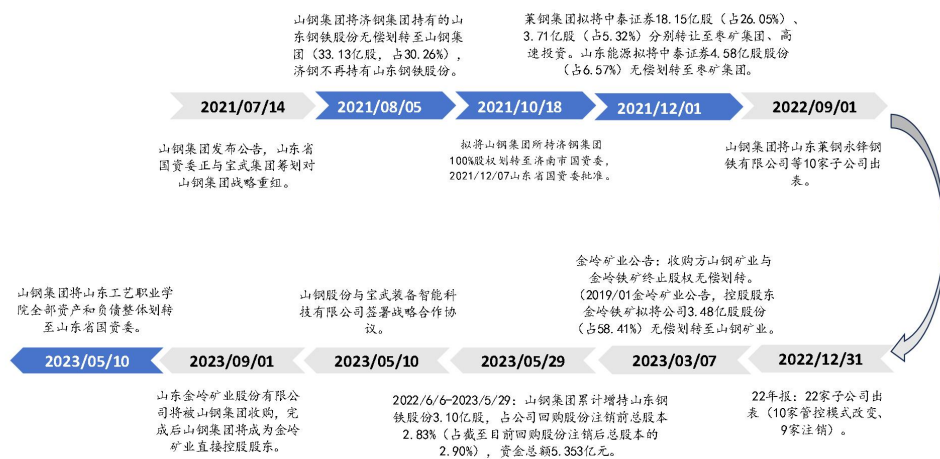 山钢集团将济钢集团持有的山
东钢铁股份无偿划转至山钢集
团（33.13亿股，占30.26%），
济钢不再持有山东钢铁股份。
莱钢集团拟将中泰证券18.15亿股（占26.05%）、
3.71亿股（占5.32%）分别转让至枣矿集团、高
速投资。山东能源拟将中泰证券4.58亿股股份
（占6.57%）无偿划转至枣矿集团。
2021/07/14
2021/08/05
2021/10/18
2021/12/01
2022/09/01
山钢集团发布公告，山东省
国资委正与宝武集团筹划对
山钢集团战略重组。
拟将山钢集团所持济钢集团
100%股权划转至济南市国资委，
2021/12/07山东省国资委批准。
山钢集团将山东莱钢永锋钢
铁有限公司等10家子公司出
表。
山钢集团将山东工艺职业学
院全部资产和负债整体划转
至山东省国资委。
山钢股份与宝武装备智能科
技有限公司签署战略合作协
议。
金岭矿业公告：收购方山钢矿业与
金岭铁矿终止股权无偿划转。
（2019/01金岭矿业公告，控股股东
金岭铁矿拟将公司3.48亿股股份
（占58.41%）无偿划转至山钢矿业。
2023/05/10
2023/09/01
2023/05/10
2023/05/29
2023/03/07
2022/12/31
山东金岭矿业股份有限公
司将被山钢集团收购，完
成后山钢集团将成为金岭
矿业直接控股股东。
2022/6/6-2023/5/29：山钢集团累计增持山东钢
铁股份3.10亿股，占公司回购股份注销前总股本
2.83%（占截至目前回购股份注销后总股本的
2.90%），资金总额5.353亿元。
22年报：22家子公司出
表（10家管控模式改变、
9家注销）。